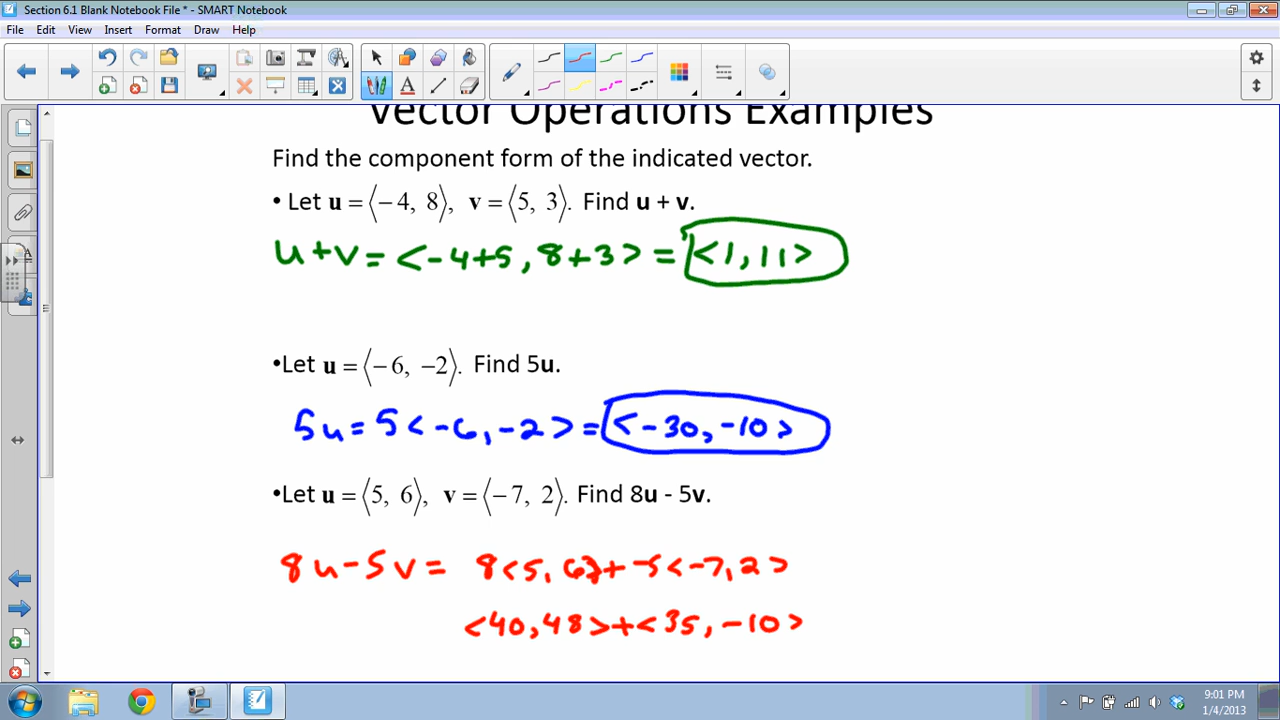 Section 6.1 Blank Notebook File * - SMART Notebook
File Edit View Insert Format Tools Draw Help
Vector Operations Examples
Find the component form of the indicated vector.
• Let u = ⟨−4, 8⟩, v = ⟨5, 3⟩. Find u + v.
u+v = <-4+5, 8+3> = <1, 11>
•Let u = ⟨−6, −2⟩. Find 5u.
5u = 5<-6, -2> = <-30, -10>
•Let u = ⟨5, 6⟩, v = ⟨−7, 2⟩. Find 8u - 5v.
8u-5v = 8<5, 6>+-5<-7, 2>
<40, 48>+<35, -10>
9:01 PM
1/4/2013